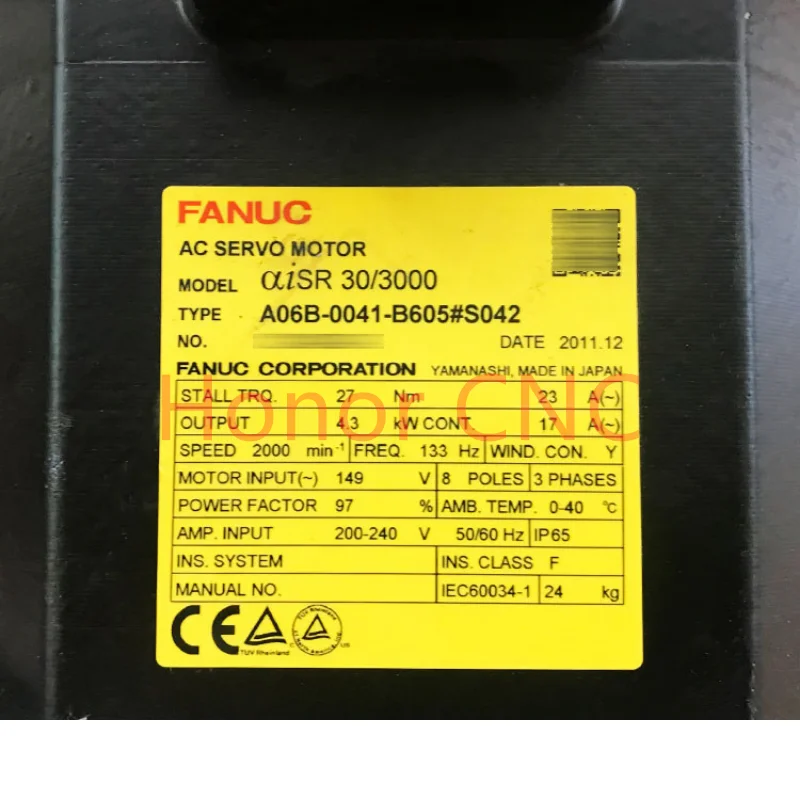 FANUC
AC SERVO MOTOR
MODEL αiSR 30/3000
TYPE A06B-0041-B605#S042
NO.
DATE 2011.12
FANUC CORPORATION YAMANASHI, MADE IN JAPAN
STALL TRQ. 27 Nm 23 A(~)
Honor CNC
OUTPUT 4.3 kW CONT. 17 A(~)
SPEED 2000 min⁻¹ FREQ. 133 Hz WIND. CON. Y
MOTOR INPUT(~) 149 V 8 POLES 3 PHASES
POWER FACTOR 97 % AMB. TEMP. 0-40 ℃
AMP. INPUT 200-240 V 50/60 Hz IP65
INS. SYSTEM INS. CLASS F
MANUAL NO. IEC60034-1 24 kg
CE TÜV Rheinland